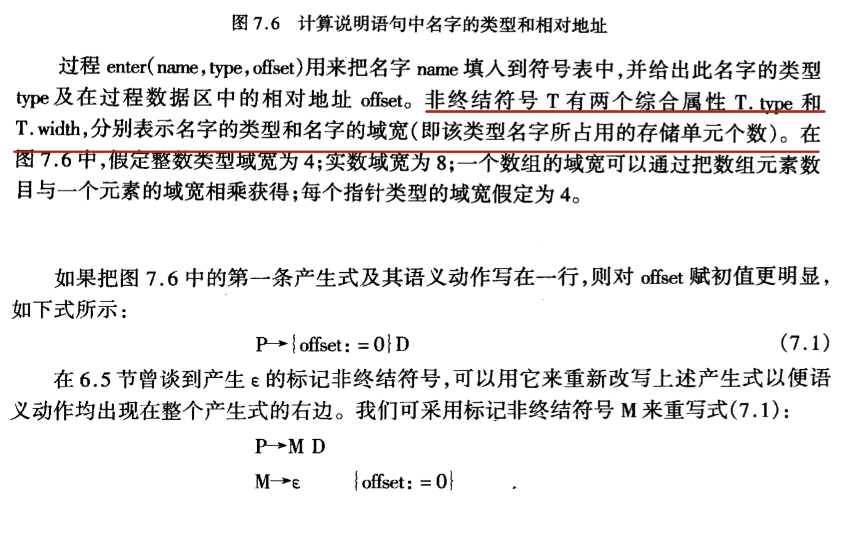 图 7.6 计算说明语句中名字的类型和相对地址
过程 enter(name,type,offset)用来把名字 name 填入到符号表中,并给出此名字的类型
type 及在过程数据区中的相对地址 offset。非终结符号 T 有两个综合属性 T. type 和
T. width,分别表示名字的类型和名字的域宽(即该类型名字所占用的存储单元个数)。在
图 7.6 中,假定整数类型域宽为 4;实数域宽为 8;一个数组的域宽可以通过把数组元素数
目与一个元素的域宽相乘获得;每个指针类型的域宽假定为 4。
如果把图 7.6 中的第一条产生式及其语义动作写在一行,则对 offset 赋初值更明显,
如下式所示:
P→{offset: = 0}D (7.1)
在 6.5 节曾谈到产生 ε 的标记非终结符号,可以用它来重新改写上述产生式以便语
义动作均出现在整个产生式的右边。我们可采用标记非终结符号 M 来重写式(7.1):
P→M D
M→ε {offset: = 0}